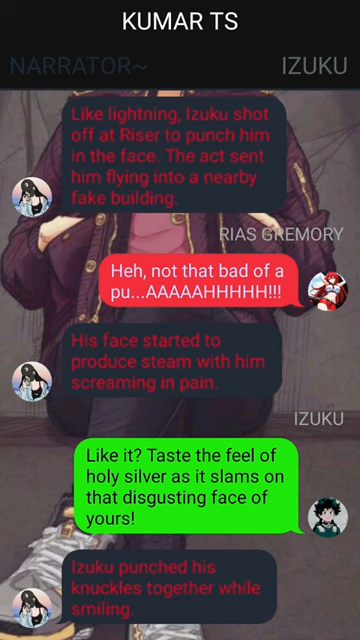 KUMAR TS
NARRATOR~
IZUKU
Like lightning, Izuku shot
off at Riser to punch him
in the face. The act sent
him flying into a nearby
fake building.
RIAS GREMORY
Heh, not that bad of a
pu...AAAAAHHHHH!!!
His face started to
produce steam with him
screaming in pain.
IZUKU
Like it? Taste the feel of
holy silver as it slams on
that disgusting face of
yours!
Izuku punched his
knuckles together while
smiling.